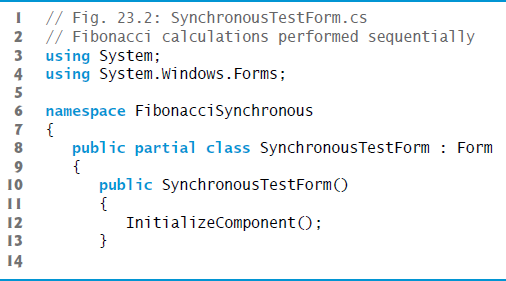 1 // Fig. 23.2: SynchronousTestForm.cs
2 // Fibonacci calculations performed sequentially
3 using System;
4 using System.Windows.Forms;
5
6 namespace FibonacciSynchronous
7 {
8 public partial class SynchronousTestForm : Form
9 {
10 public SynchronousTestForm()
11 {
12 InitializeComponent();
13 }
14